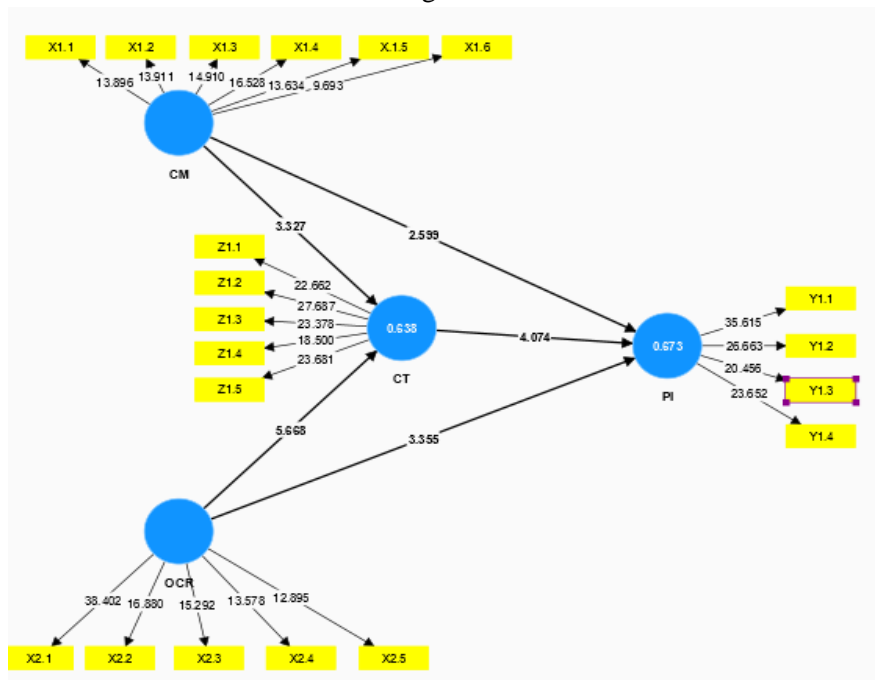 X1.1 X1.2 X1.3 X1.4 X.1.5 X1.6
13.896 13.911 14.910 16.528 13.634 9.693
CM
3.327
2.599
Z1.1
Z1.2
Z1.3
Z1.4
Z1.5
22.662
27.687
23.378
18.500
23.681
0.638
CT
4.074
0.673
PI
35.615
26.663
20.456
23.652
Y1.1
Y1.2
Y1.3
Y1.4
5.668
3.355
OCR
38.402 16.880 15.292 13.578 12.895
X2.1 X2.2 X2.3 X2.4 X2.5